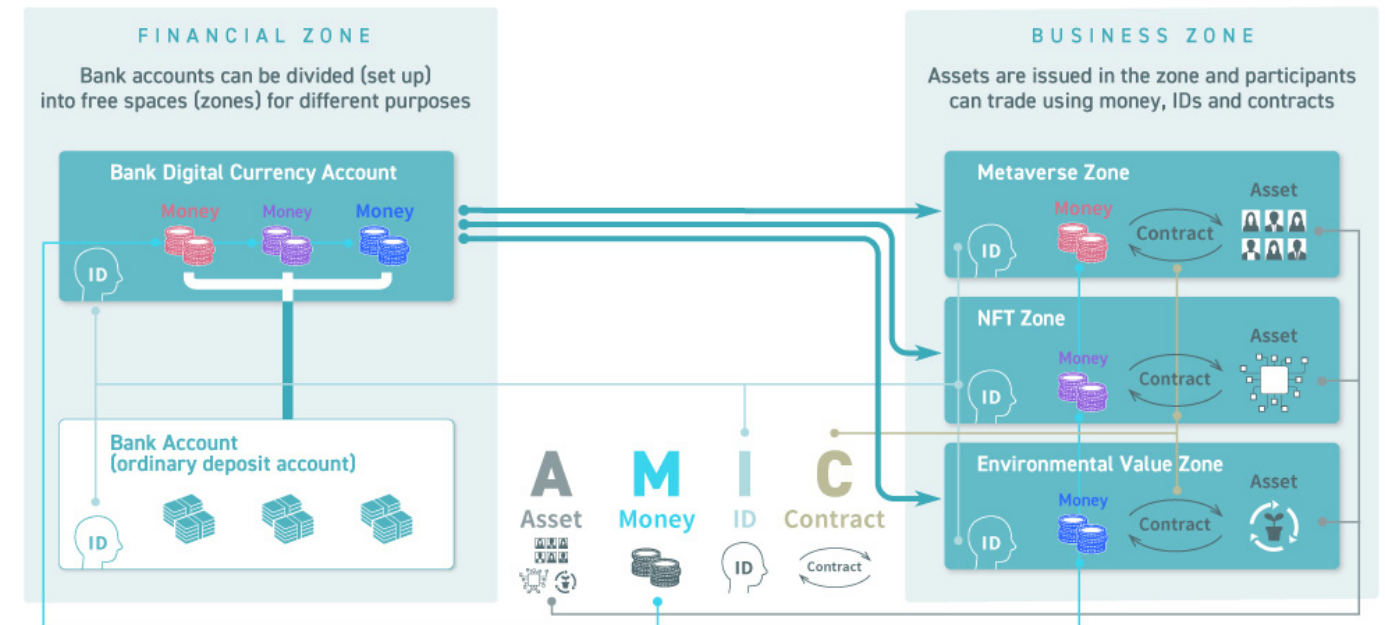 FINANCIAL ZONE
Bank accounts can be divided (set up)
into free spaces (zones) for different purposes
Bank Digital Currency Account
Money Money Money
ID
Bank Account
(ordinary deposit account)
ID
A M I C
Asset Money ID Contract
ID Contract
BUSINESS ZONE
Assets are issued in the zone and participants
can trade using money, IDs and contracts
Metaverse Zone
Asset
Money
Contract
ID
NFT Zone
Asset
Money
Contract
ID
Environmental Value Zone
Asset
Money
Contract
ID